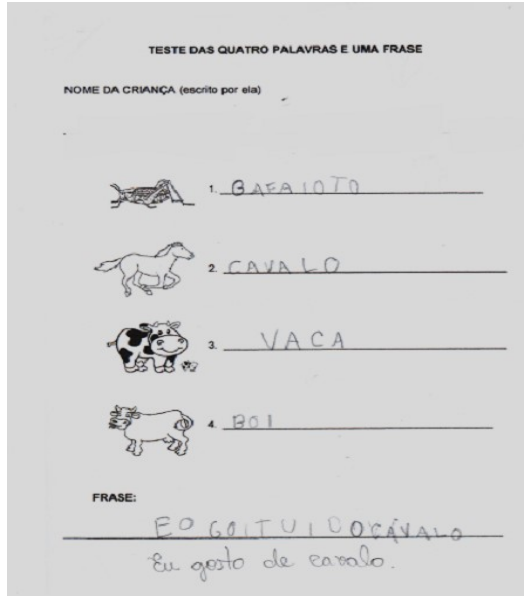 TESTE DAS QUATRO PALAVRAS E UMA FRASE
NOME DA CRIANÇA (escrito por ela)
1. GAFAIOTO
2. CAVALO
3. VACA
4. BOI
FRASE:
EO GOITUIDOCAVALO
Eu gosto de cavalo.